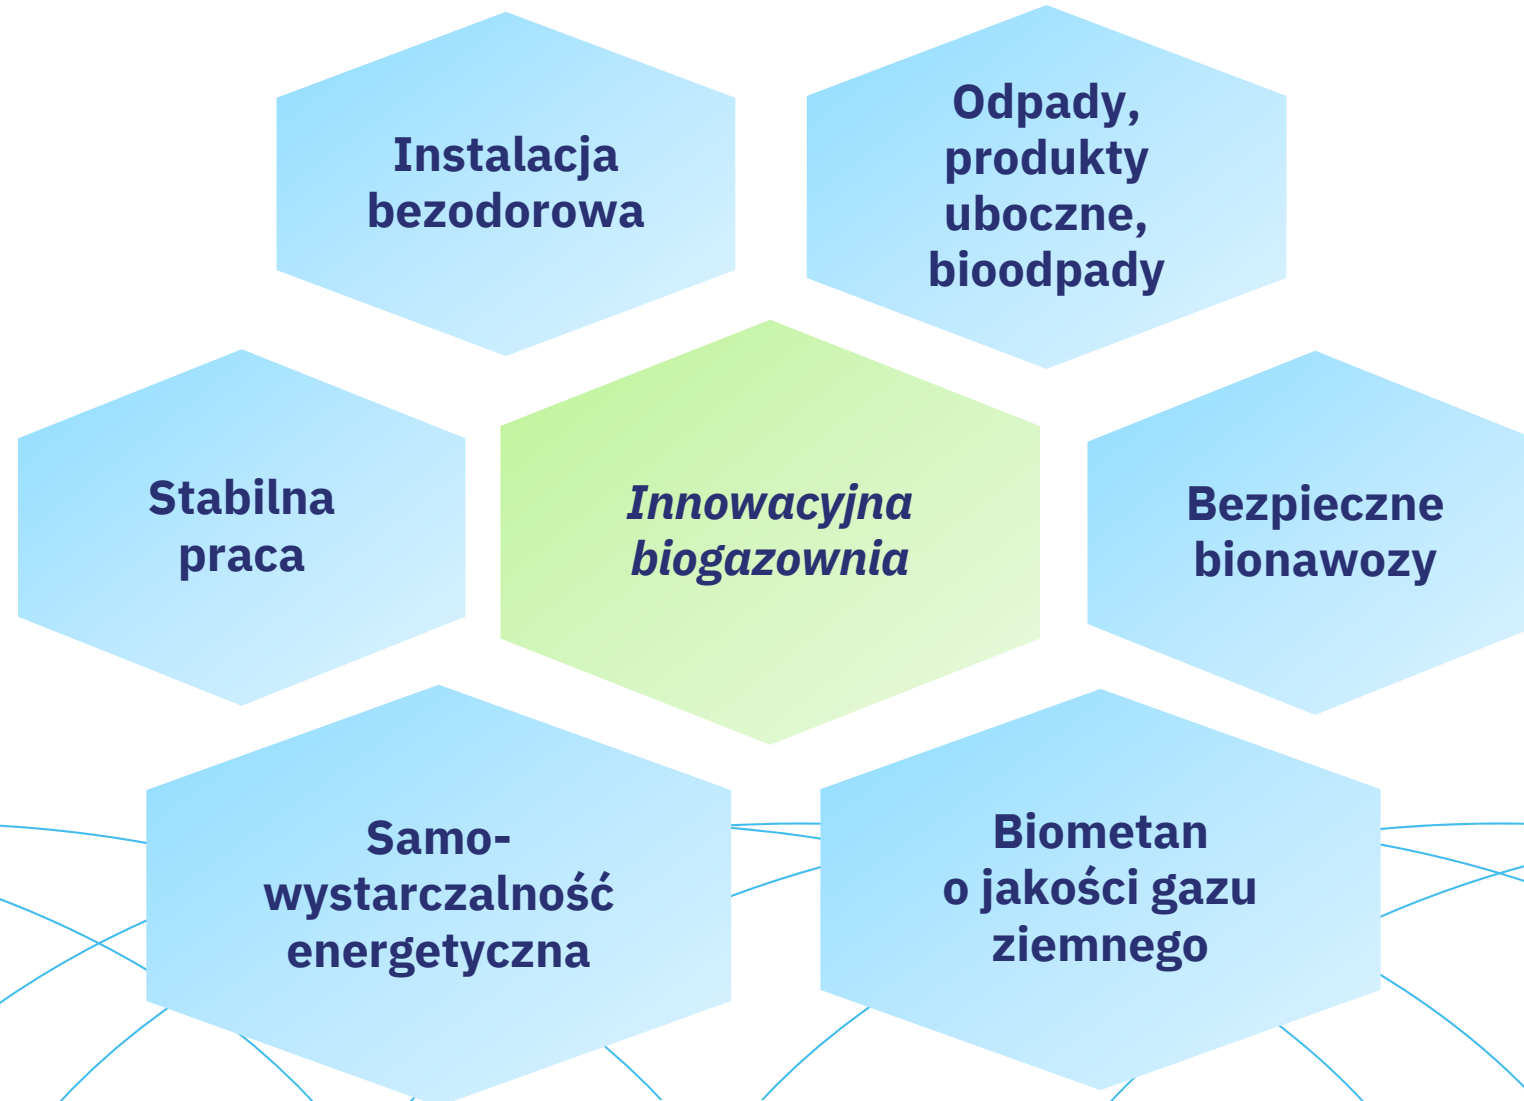 Instalacja
bezodorowa
Odpady,
produkty
uboczne,
bioodpady
Stabilna
praca
Innowacyjna
biogazownia
Bezpieczne
bionawozy
Samo-
wystarczalność
energetyczna
Biometan
o jakości gazu
ziemnego